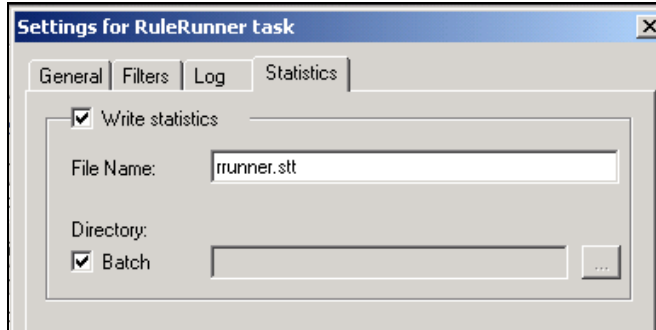 Settings for RuleRunner task
General Filters Log Statistics
Write statistics
File Name: rrunner.stt
Directory:
Batch ...